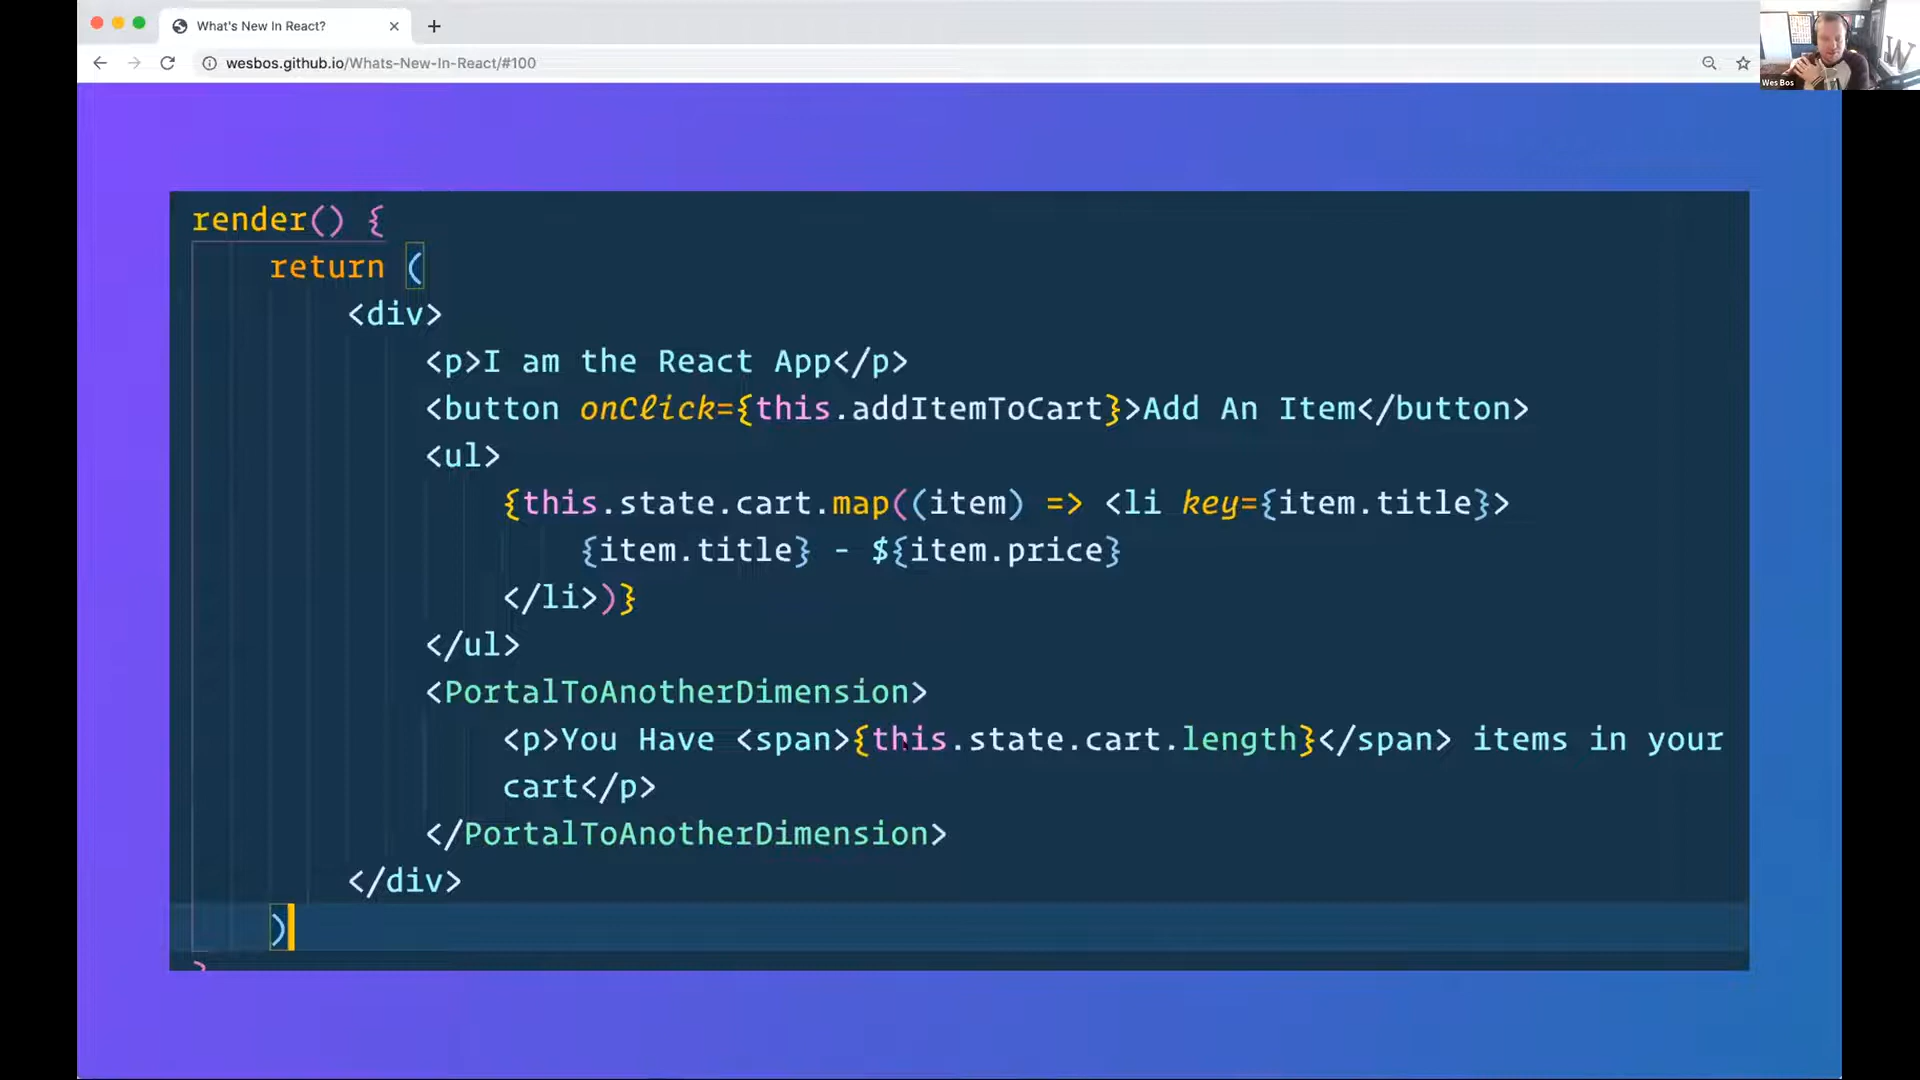 What's New In React?
wesbos.github.io/Whats-New-In-React/#100
Wes Bos
render() {
return (
<div>
<p>I am the React App</p>
<button onClick={this.addItemToCart}>Add An Item</button>
<ul>
{this.state.cart.map((item) => <li key={item.title}>
{item.title} - ${item.price}
</li>)}
</ul>
<PortalToAnotherDimension>
<p>You Have <span>{this.state.cart.length}</span> items in your
cart</p>
</PortalToAnotherDimension>
</div>
)
}